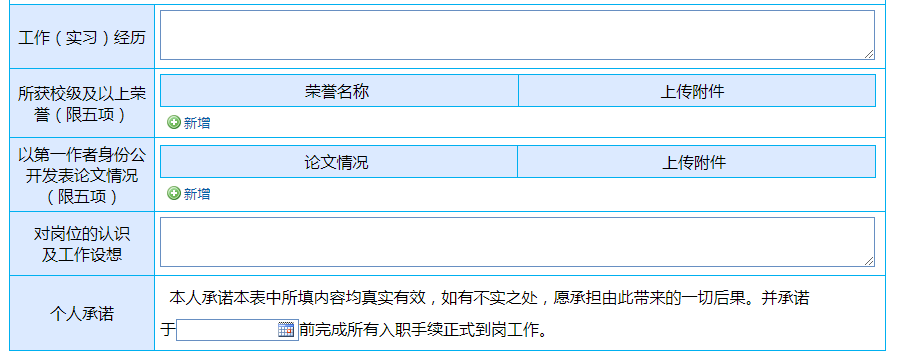 工作（实习）经历
所获校级及以上荣
誉（限五项）
荣誉名称
上传附件
新增
以第一作者身份公
开发表论文情况
（限五项）
论文情况
上传附件
新增
对岗位的认识
及工作设想
个人承诺
本人承诺本表中所填内容均真实有效，如有不实之处，愿承担由此带来的一切后果。并承诺
于 前完成所有入职手续正式到岗工作。